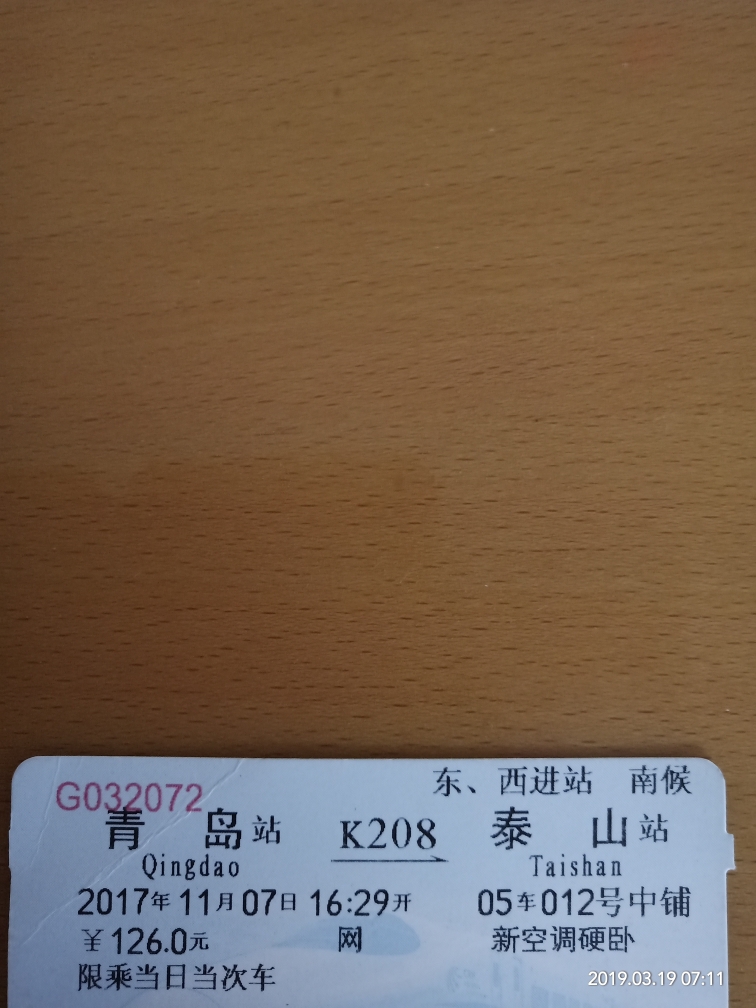 G032072
东、西进站 南候
青岛站 K208 泰山站
Qingdao Taishan
2017年11月07日 16:29开 05车012号中铺
¥126.0元 网 新空调硬卧
限乘当日当次车
2019.03.19 07:11